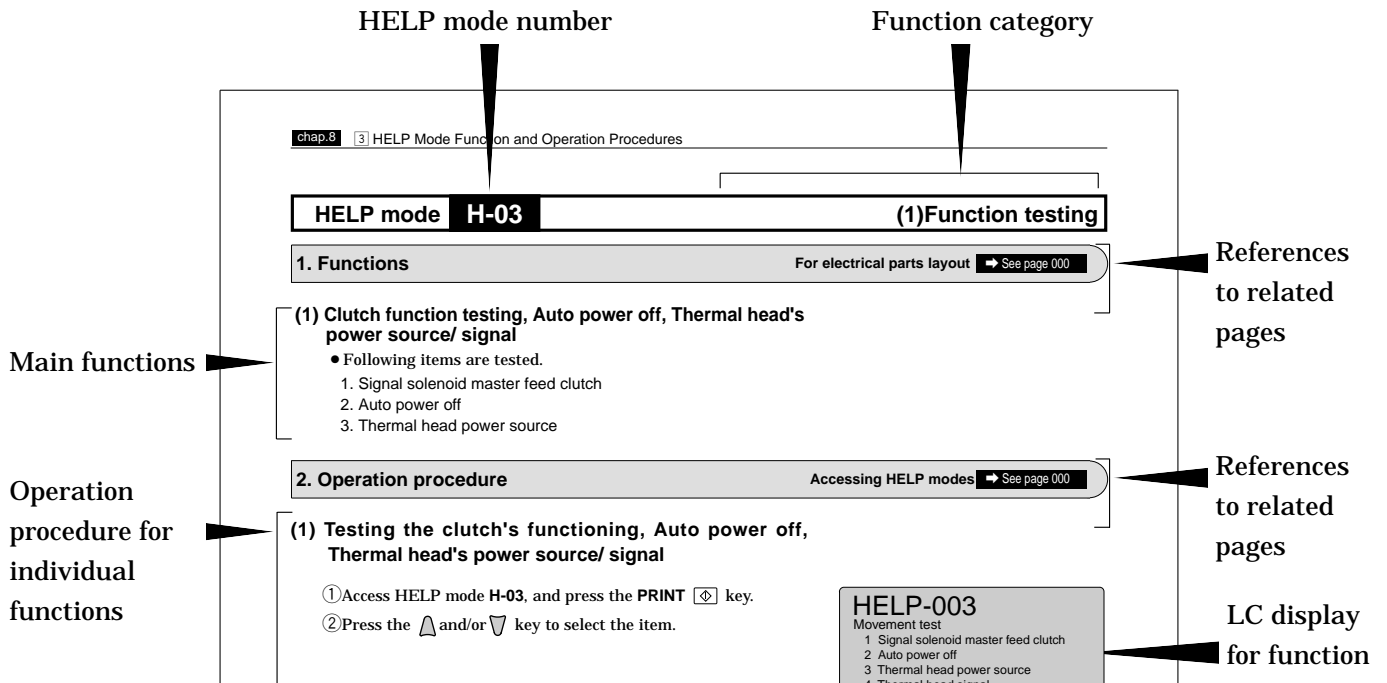 HELP mode number
Function category
chap.8 3 HELP Mode Function and Operation Procedures
HELP mode H-03 (1)Function testing
1. Functions For electrical parts layout ➡ See page 000
References
to related
pages
(1) Clutch function testing, Auto power off, Thermal head's
power source/ signal
Main functions
● Following items are tested.
1. Signal solenoid master feed clutch
2. Auto power off
3. Thermal head power source
2. Operation procedure Accessing HELP modes ➡ See page 000
References
to related
pages
Operation
procedure for
individual
functions
(1) Testing the clutch's functioning, Auto power off,
Thermal head's power source/ signal
①Access HELP mode H-03, and press the PRINT key.
②Press the and/or key to select the item.
HELP-003
Movement test
1 Signal solenoid master feed clutch
2 Auto power off
3 Thermal head power source
4 Thermal head signal
LC display
for function